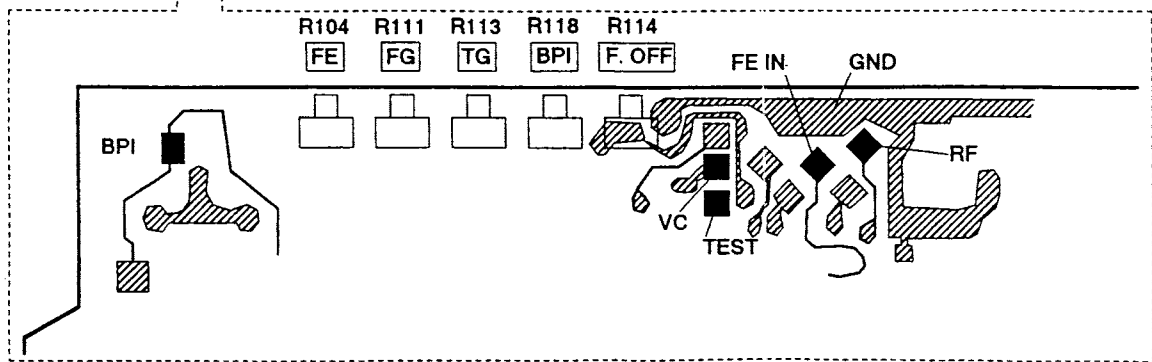 R104 R111 R113 R118 R114
FE FG TG BPI F. OFF
FE IN GND
BPI
RF
VC
TEST